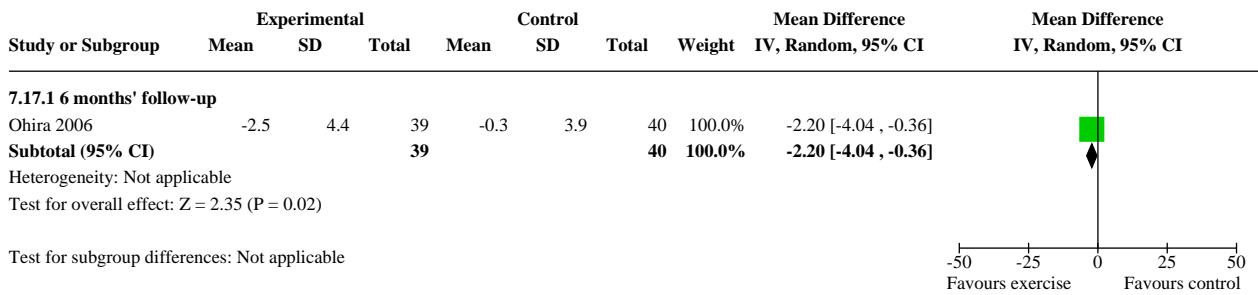 Experimental Control Mean Difference Mean Difference
Study or Subgroup Mean SD Total Mean SD Total Weight IV, Random, 95% CI IV, Random, 95% CI
7.17.1 6 months' follow-up
Ohira 2006 -2.5 4.4 39 -0.3 3.9 40 100.0% -2.20 [-4.04 , -0.36]
Subtotal (95% CI) 39 40 100.0% -2.20 [-4.04 , -0.36]
Heterogeneity: Not applicable
Test for overall effect: Z = 2.35 (P = 0.02)
Test for subgroup differences: Not applicable
-50 -25 0 25 50
Favours exercise Favours control